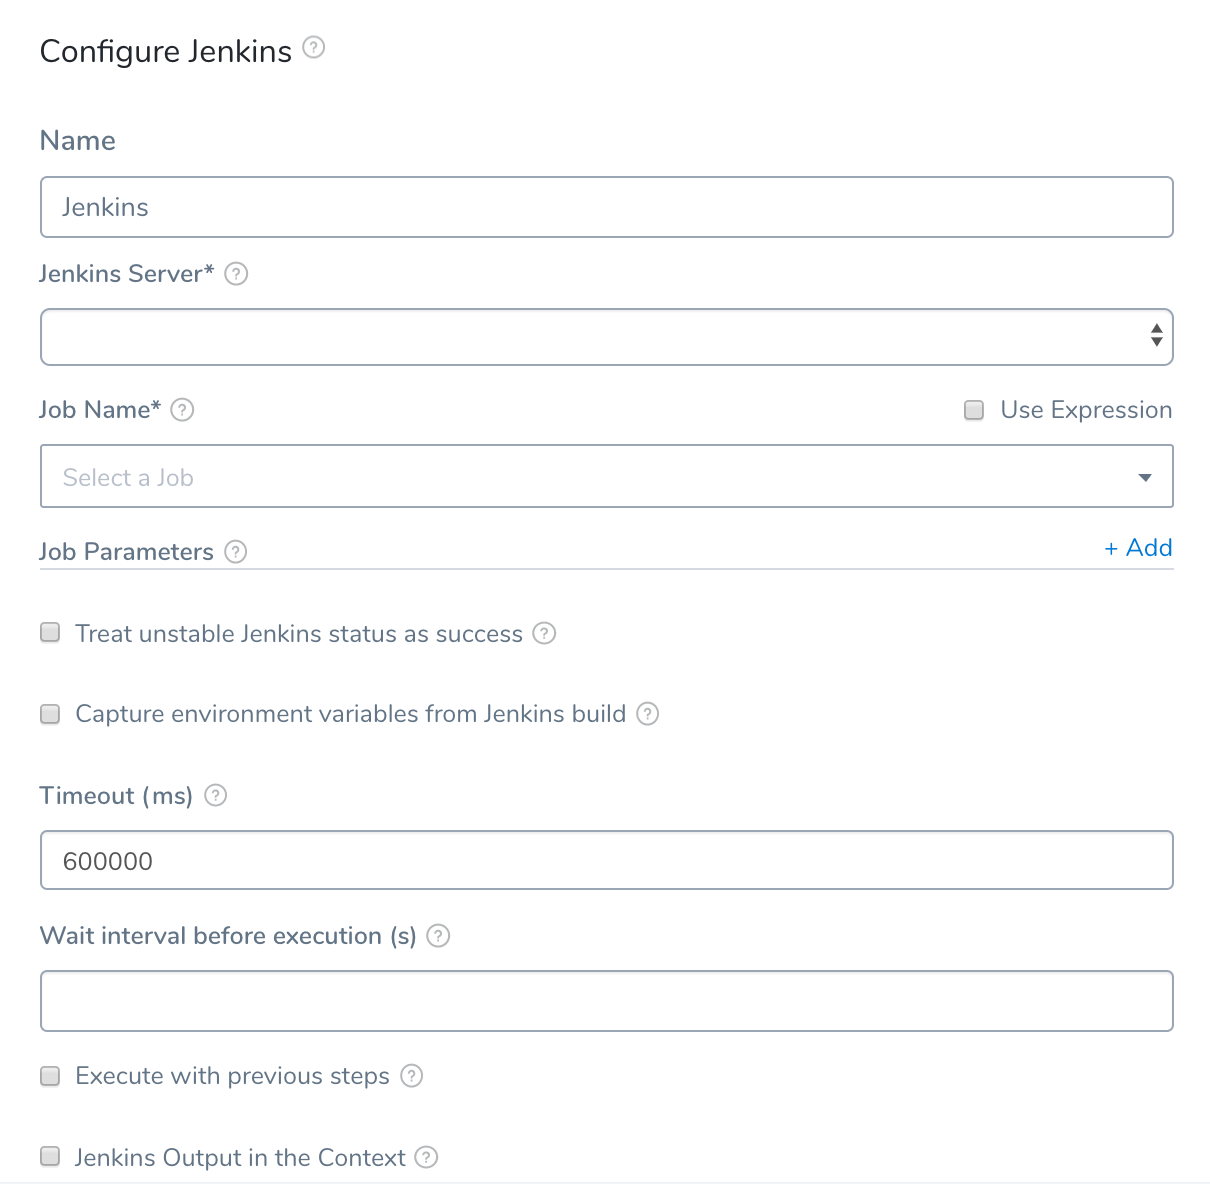 Configure Jenkins ?
Name
Jenkins
Jenkins Server* ?
Job Name* ? Use Expression
Select a Job
Job Parameters ? + Add
Treat unstable Jenkins status as success ?
Capture environment variables from Jenkins build ?
Timeout (ms) ?
600000
Wait interval before execution (s) ?
Execute with previous steps ?
Jenkins Output in the Context ?